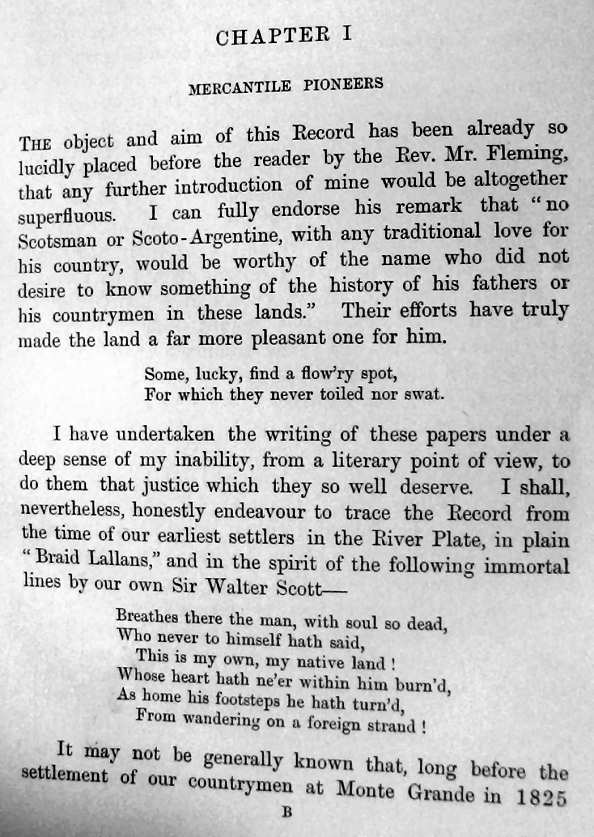 CHAPTER I
MERCANTILE PIONEERS
THE object and aim of this Record has been already so
lucidly placed before the reader by the Rev. Mr. Fleming,
that any further introduction of mine would be altogether
superfluous. I can fully endorse his remark that “no
Scotsman or Scoto-Argentine, with any traditional love for
his country, would be worthy of the name who did not
desire to know something of the history of his fathers or
his countrymen in these lands.” Their efforts have truly
made the land a far more pleasant one for him.
Some, lucky, find a flow’ry spot,
For which they never toiled nor swat.
I have undertaken the writing of these papers under a
deep sense of my inability, from a literary point of view, to
do them that justice which they so well deserve. I shall,
nevertheless, honestly endeavour to trace the Record from
the time of our earliest settlers in the River Plate, in plain
“Braid Lallans,” and in the spirit of the following immortal
lines by our own Sir Walter Scott—
Breathes there the man, with soul so dead,
Who never to himself hath said,
This is my own, my native land !
Whose heart hath ne’er within him burn’d,
As home his footsteps he hath turn’d,
From wandering on a foreign strand !
It may not be generally known that, long before the
settlement of our countrymen at Monte Grande in 1825
B